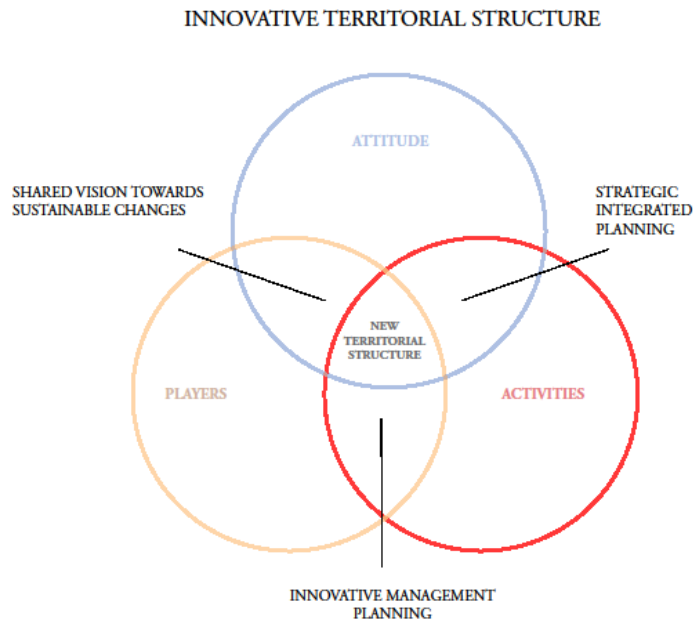 INNOVATIVE TERRITORIAL STRUCTURE
ATTITUDE
SHARED VISION TOWARDS
SUSTAINABLE CHANGES
STRATEGIC
INTEGRATED
PLANNING
NEW
TERRITORIAL
STRUCTURE
PLAYERS
ACTIVITIES
INNOVATIVE MANAGEMENT
PLANNING